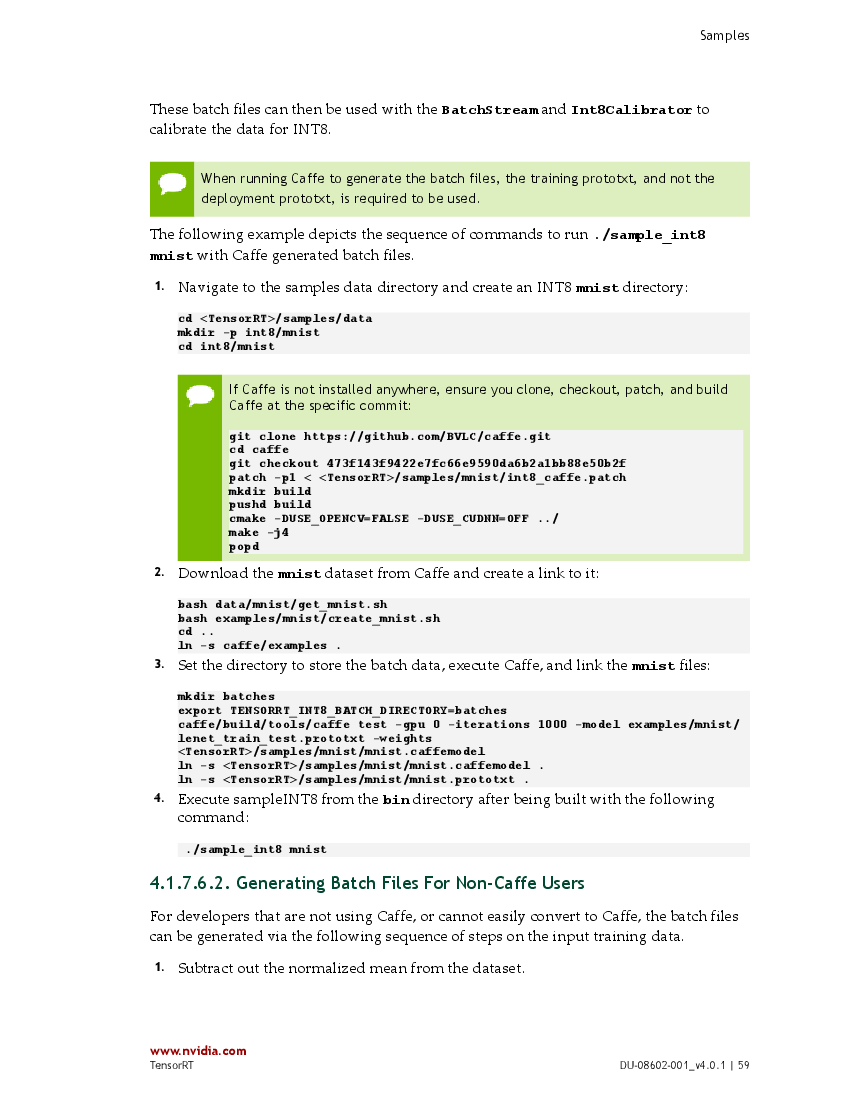 Samples
These batch files can then be used with the BatchStream and Int8Calibrator to
calibrate the data for INT8.
When running Caffe to generate the batch files, the training prototxt, and not the
deployment prototxt, is required to be used.
The following example depicts the sequence of commands to run ./sample_int8
mnist with Caffe generated batch files.
1. Navigate to the samples data directory and create an INT8 mnist directory:
cd <TensorRT>/samples/data
mkdir -p int8/mnist
cd int8/mnist
If Caffe is not installed anywhere, ensure you clone, checkout, patch, and build
Caffe at the specific commit:
git clone https://github.com/BVLC/caffe.git
cd caffe
git checkout 473f143f9422e7fc66e9590da6b2a1bb88e50b2f
patch -p1 < <TensorRT>/samples/mnist/int8_caffe.patch
mkdir build
pushd build
cmake -DUSE_OPENCV=FALSE -DUSE_CUDNN=OFF ../
make -j4
popd
2. Download the mnist dataset from Caffe and create a link to it:
bash data/mnist/get_mnist.sh
bash examples/mnist/create_mnist.sh
cd ..
ln -s caffe/examples .
3. Set the directory to store the batch data, execute Caffe, and link the mnist files:
mkdir batches
export TENSORRT_INT8_BATCH_DIRECTORY=batches
caffe/build/tools/caffe test -gpu 0 -iterations 1000 -model examples/mnist/
lenet_train_test.prototxt -weights
<TensorRT>/samples/mnist/mnist.caffemodel
ln -s <TensorRT>/samples/mnist/mnist.caffemodel .
ln -s <TensorRT>/samples/mnist/mnist.prototxt .
4. Execute sampleINT8 from the bin directory after being built with the following
command:
./sample_int8 mnist
4.1.7.6.2. Generating Batch Files For Non-Caffe Users
For developers that are not using Caffe, or cannot easily convert to Caffe, the batch files
can be generated via the following sequence of steps on the input training data.
1. Subtract out the normalized mean from the dataset.
www.nvidia.com
TensorRT
DU-08602-001_v4.0.1 | 59